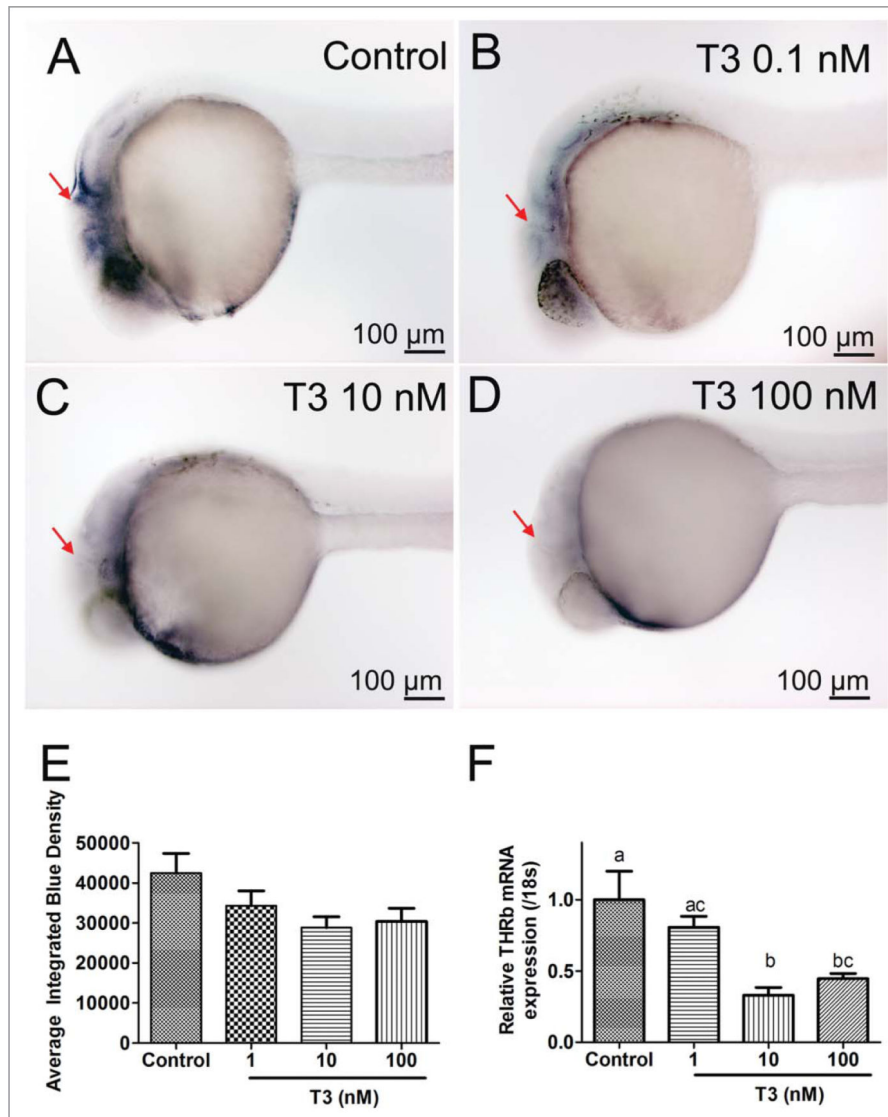 A Control
100 µm
B T3 0.1 nM
100 µm
C T3 10 nM
100 µm
D T3 100 nM
100 µm
E
Average Integrated Blue Density
50000
40000
30000
20000
10000
0
Control 1 10 100
T3 (nM)
F
Relative THRb mRNA
expression (/18s)
1.0
0.5
0.0
a
ac
b
bc
Control 1 10 100
T3 (nM)